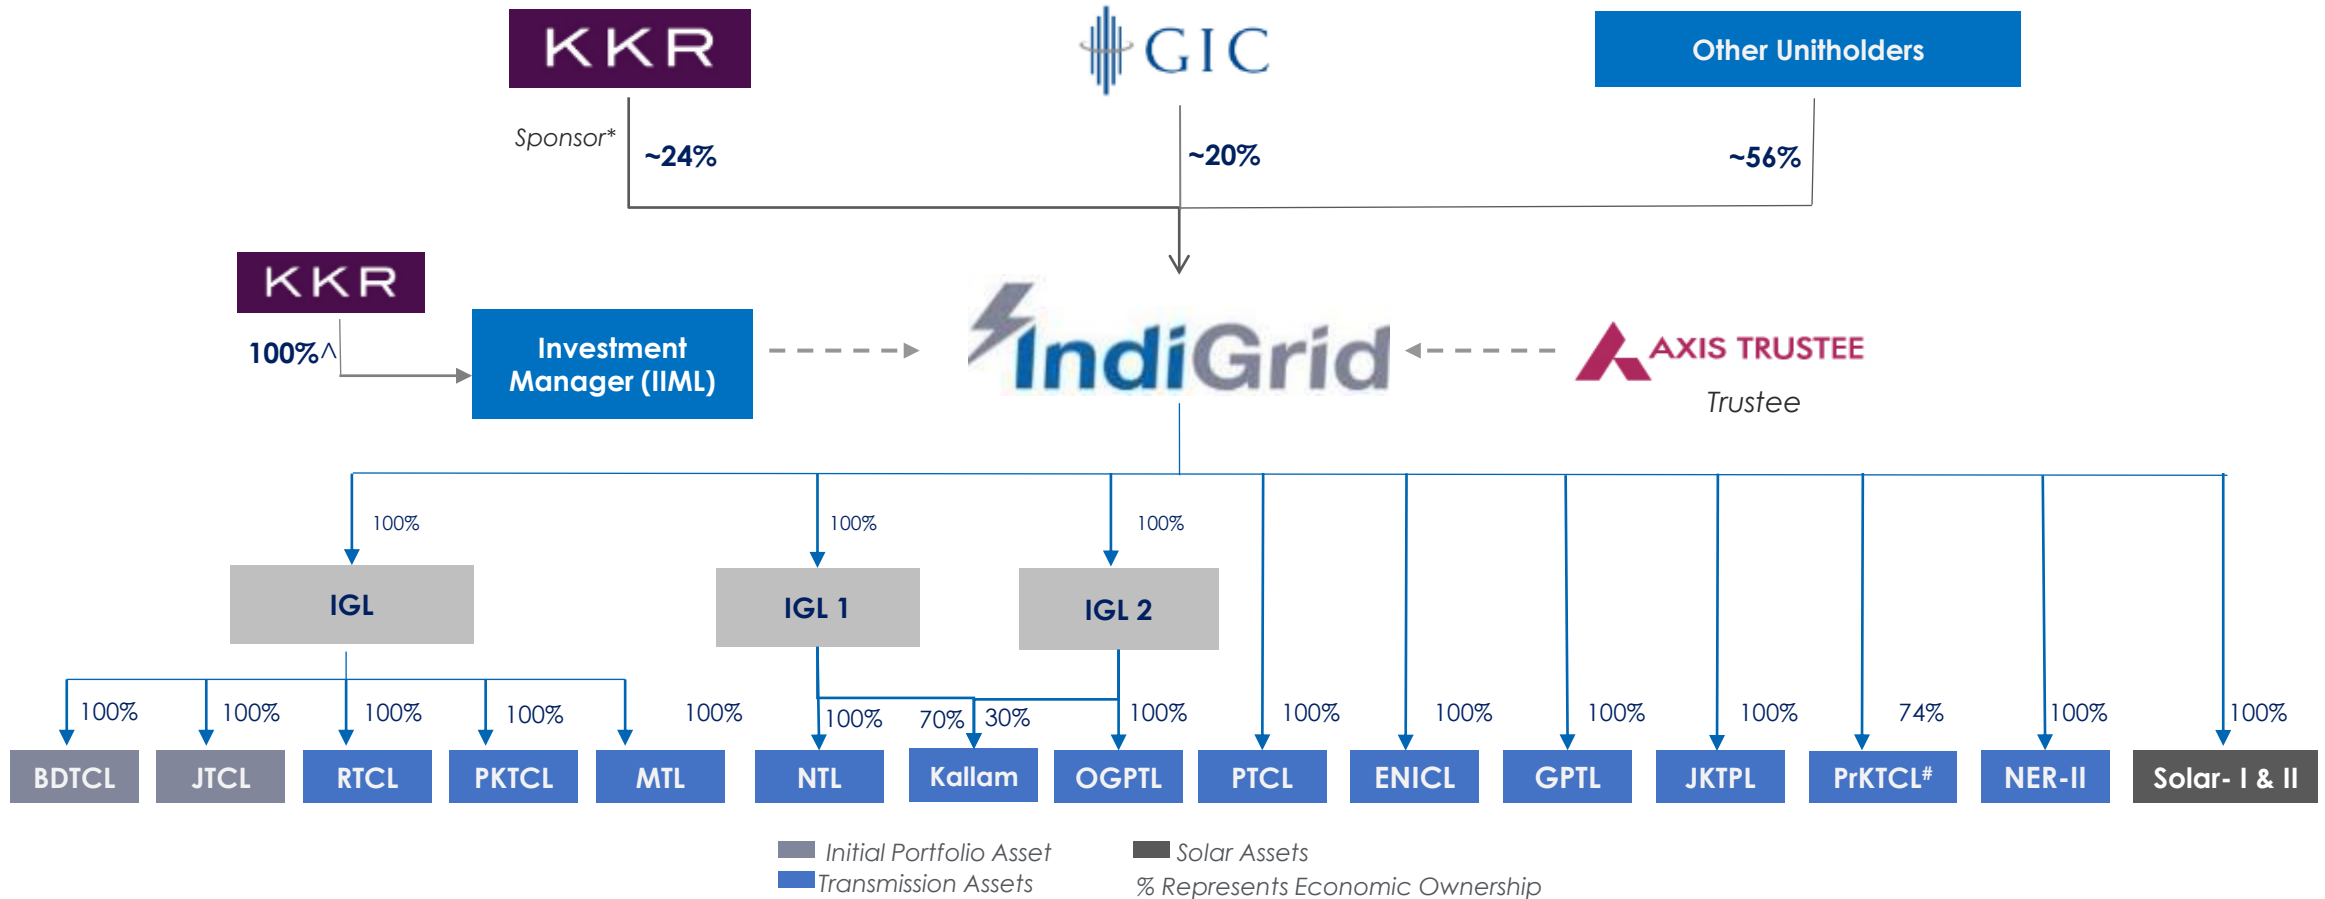 KKR
GIC
Other Unitholders
Sponsor*
~24%
~20%
~56%
KKR
100%^
Investment
Manager (IIML)
IndiGrid
AXIS TRUSTEE
Trustee
100%
100%
100%
IGL
IGL 1
IGL 2
100%
100%
100%
100%
100%
100%
70%
30%
100%
100%
100%
100%
100%
74%
100%
100%
BDTCL
JTCL
RTCL
PKTCL
MTL
NTL
Kallam
OGPTL
PTCL
ENICL
GPTL
JKTPL
PrKTCL#
NER-II
Solar- I & II
Initial Portfolio Asset
Solar Assets
Transmission Assets
% Represents Economic Ownership